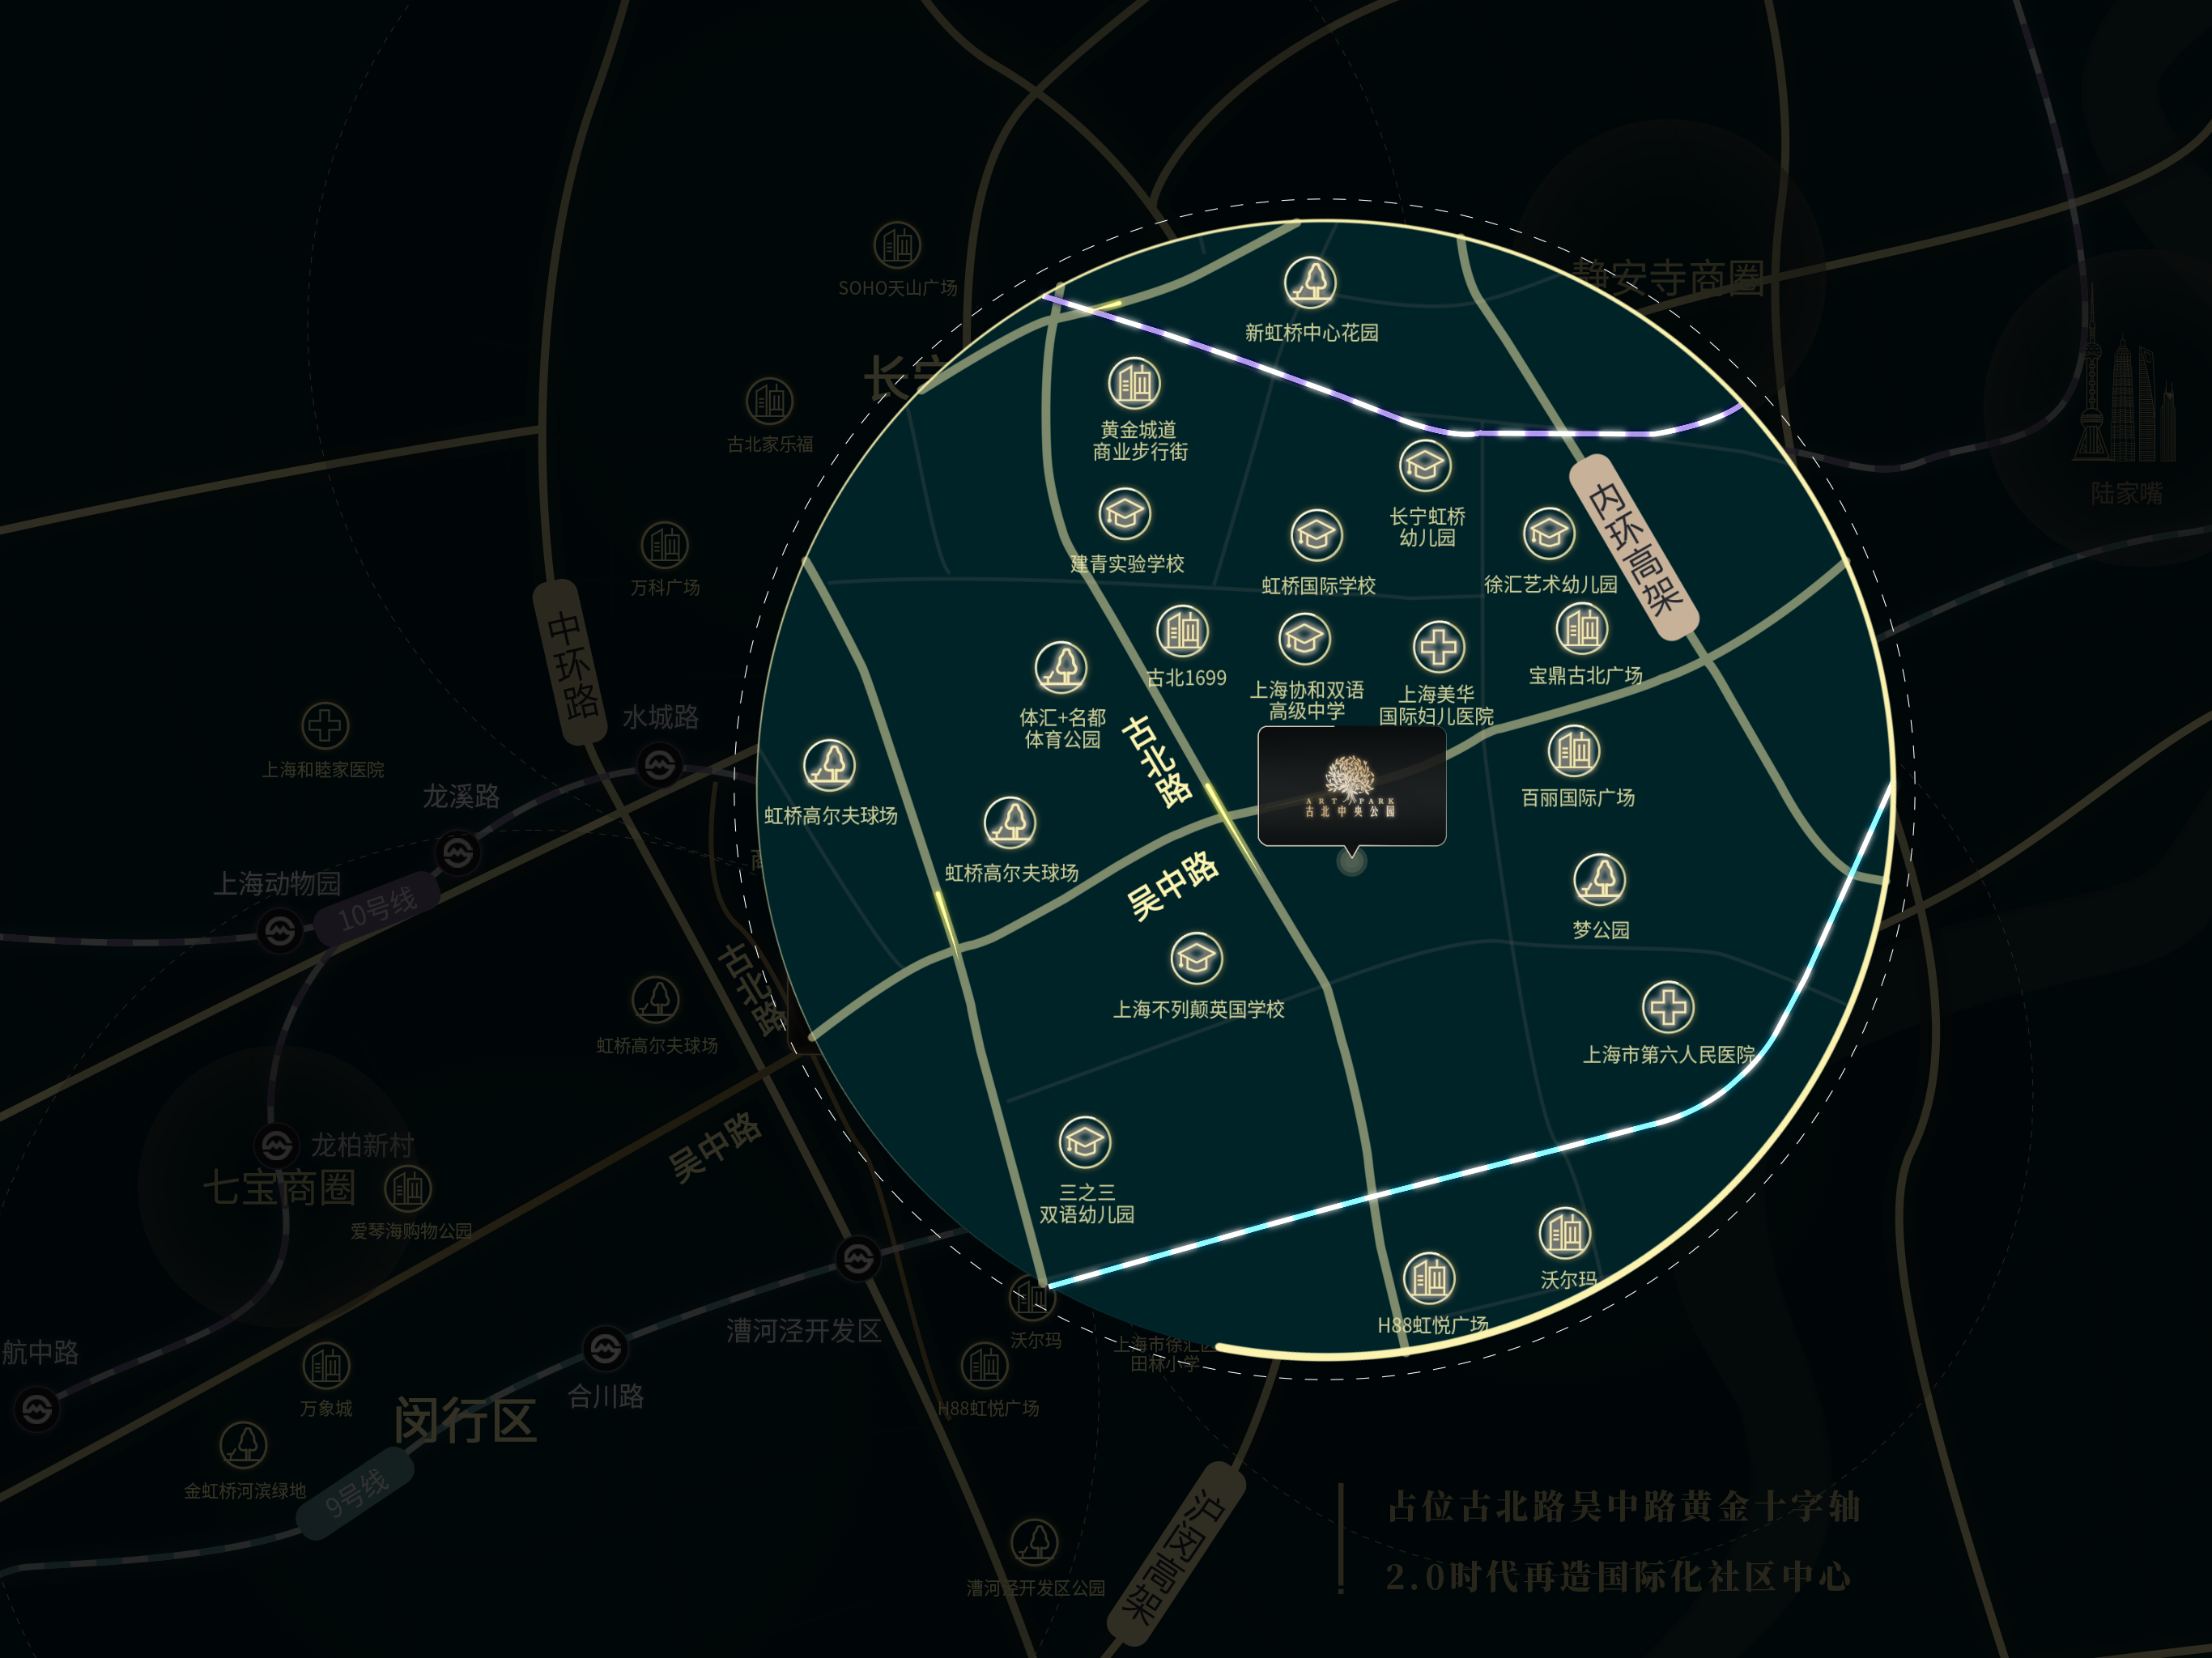 SOHO天山广场
静安寺商圈
新虹桥中心花园
长宁
古北家乐福
黄金城道
商业步行街
陆家嘴
内环高架
长宁虹桥
幼儿园
建青实验学校
虹桥国际学校
徐汇艺术幼儿园
万科广场
中环路
古北1699
上海协和双语
高级中学
上海美华
国际妇儿医院
宝鼎古北广场
水城路
体汇+名都
体育公园
古北路
上海和睦家医院
龙溪路
虹桥高尔夫球场
ART PARK
古北中央公园
百丽国际广场
上海动物园
10号线
虹桥高尔夫球场
吴中路
梦公园
古北路
上海不列颠英国学校
虹桥高尔夫球场
上海市第六人民医院
龙柏新村
七宝商圈
吴中路
爱琴海购物公园
三之三
双语幼儿园
沃尔玛
H88虹悦广场
航中路
漕河泾开发区
沃尔玛
上海市徐汇区
田林小学
万象城
合川路
H88虹悦广场
闵行区
金虹桥河滨绿地
9号线
沪闵高架
漕河泾开发区公园
占位古北路吴中路黄金十字轴
2.0时代再造国际化社区中心